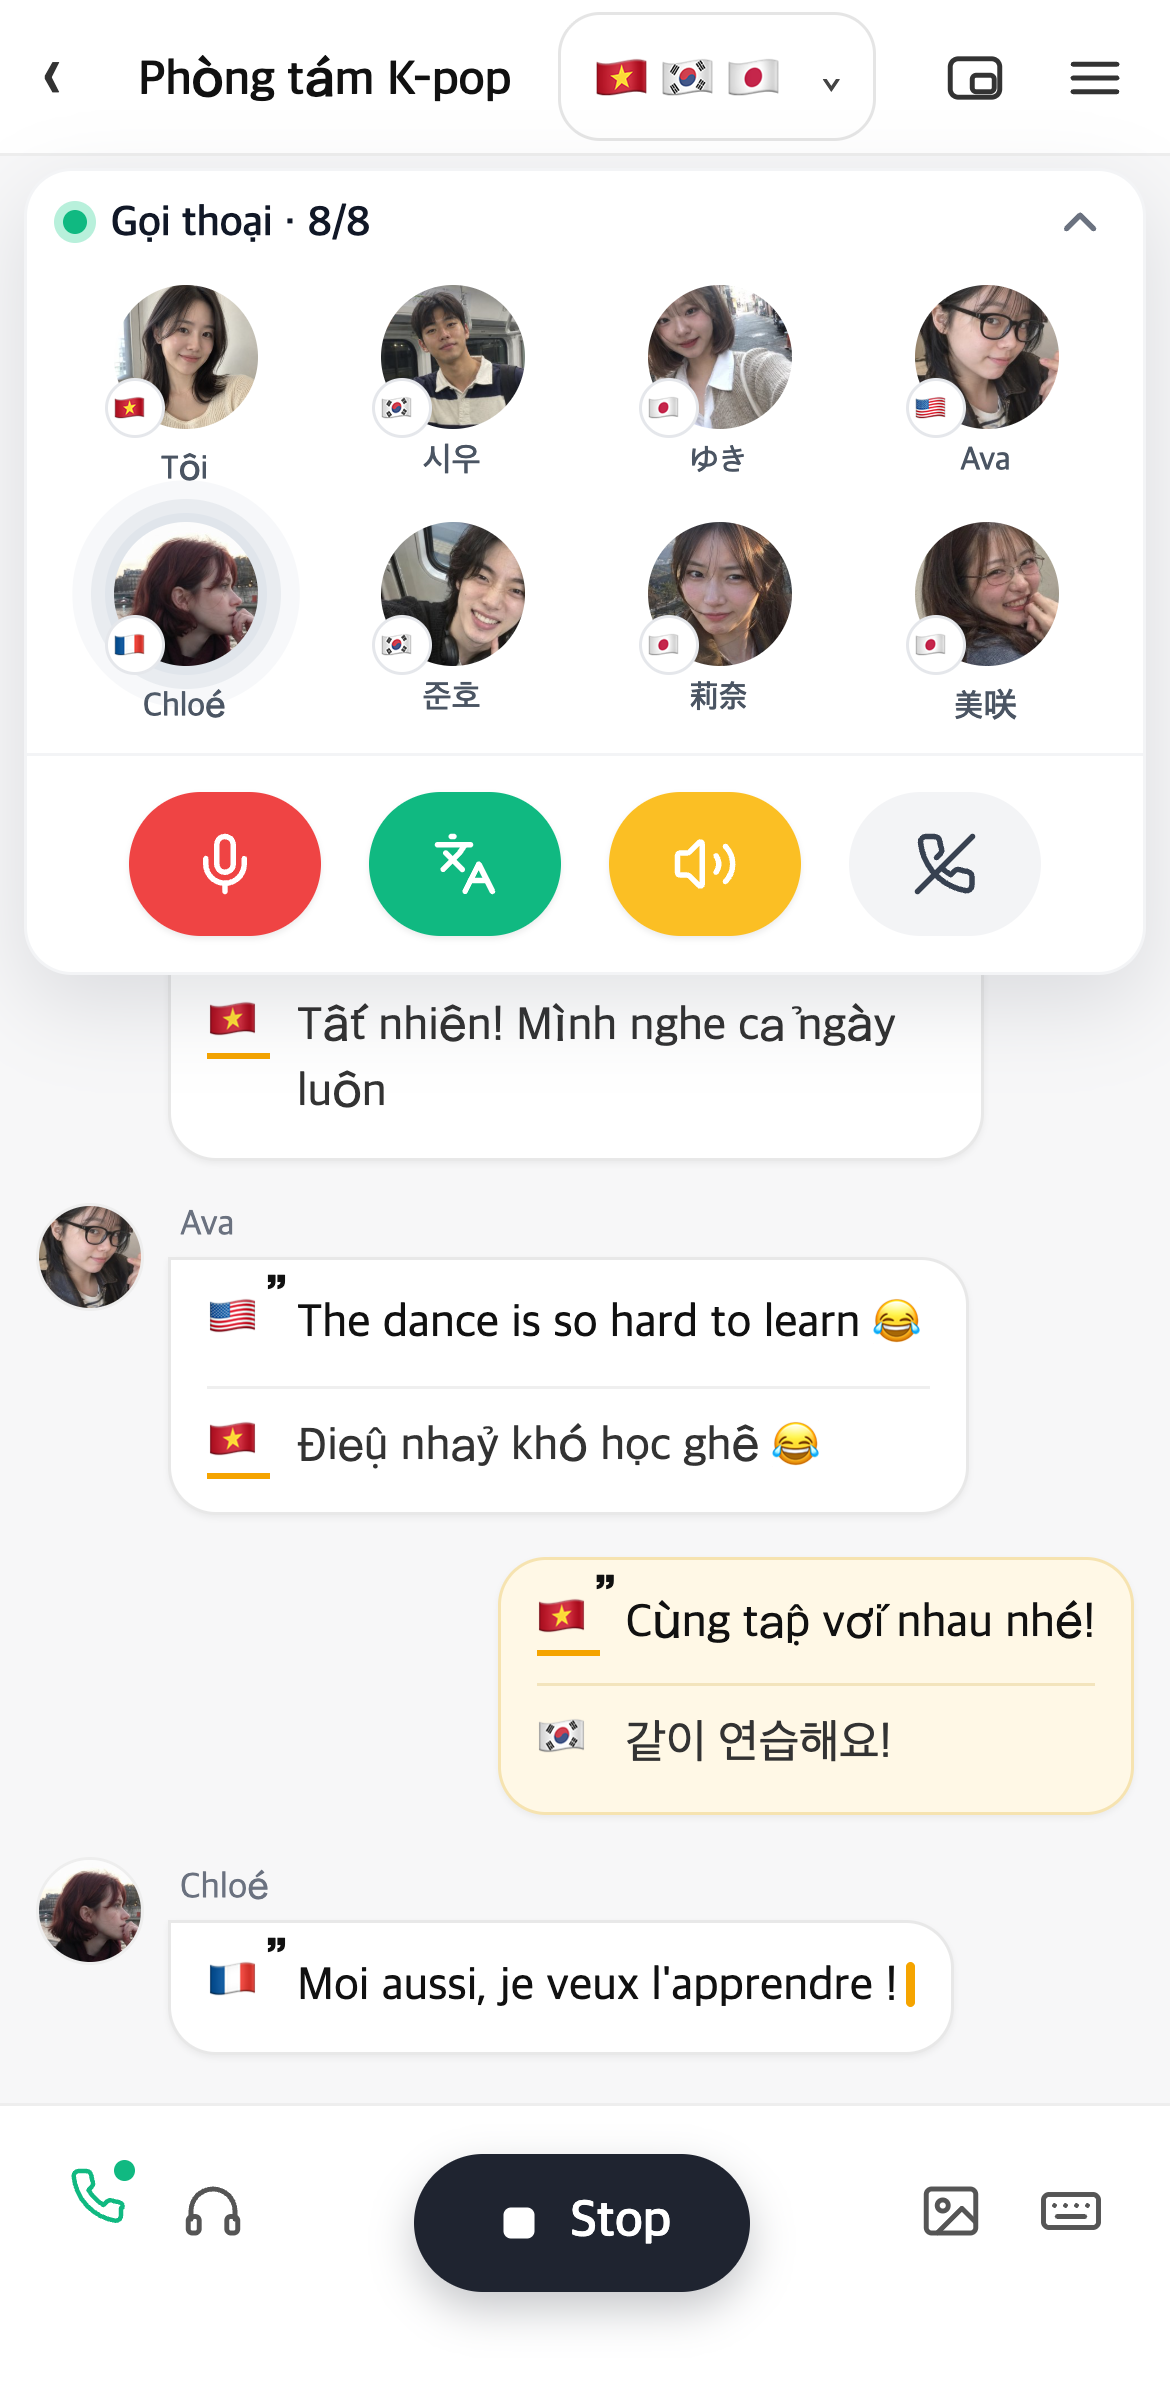 Phòng tám K-pop
Gọi thoại · 8/8
Tôi
시우
ゆき
Ava
Chloé
준호
莉奈
美咲
Tất nhiên! Mình nghe cả ngày
luôn
Ava
The dance is so hard to learn 😂
Điệu nhảy khó học ghê 😂
Cùng tập với nhau nhé!
같이 연습해요!
Chloé
Moi aussi, je veux l'apprendre !
Stop